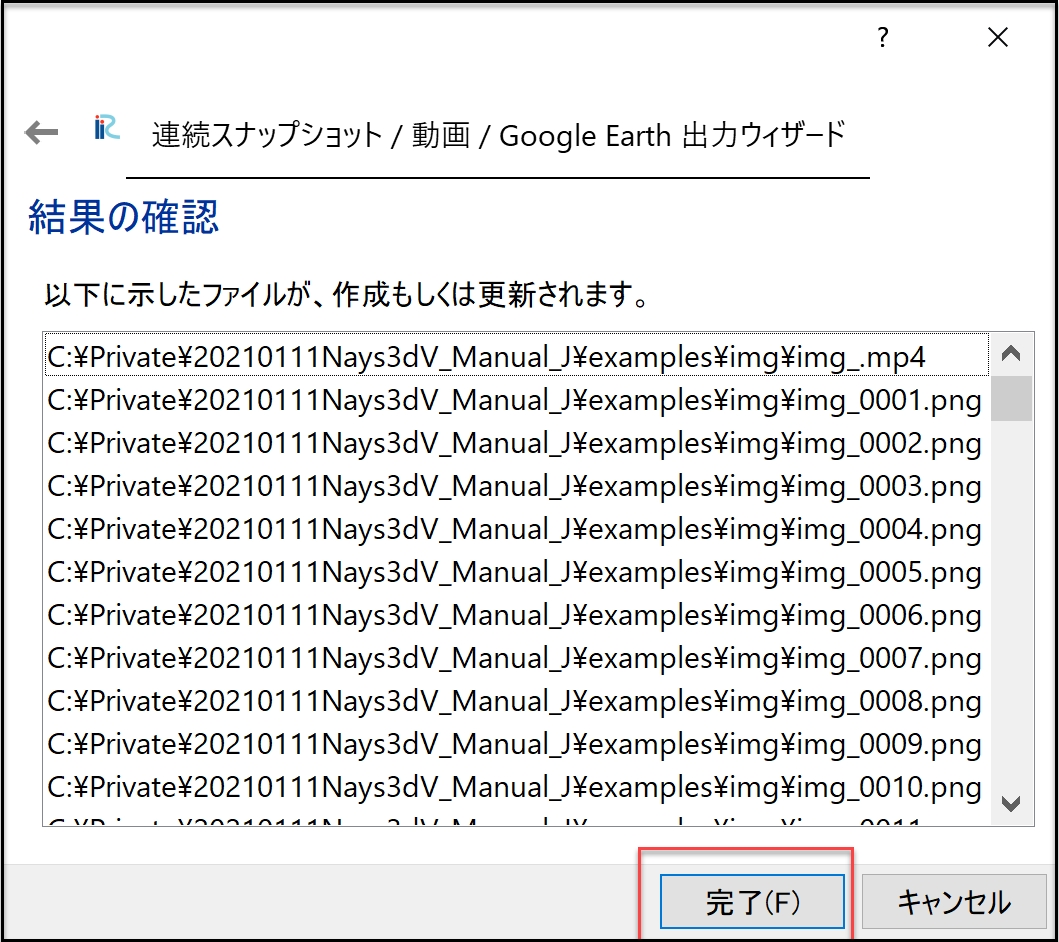 ?
iRC
連続スナップショット / 動画 / Google Earth 出力ウィザード
結果の確認
以下に示したファイルが、作成もしくは更新されます。
C:¥Private¥20210111Nays3dV_Manual_J¥examples¥img¥img_.mp4
C:¥Private¥20210111Nays3dV_Manual_J¥examples¥img¥img_0001.png
C:¥Private¥20210111Nays3dV_Manual_J¥examples¥img¥img_0002.png
C:¥Private¥20210111Nays3dV_Manual_J¥examples¥img¥img_0003.png
C:¥Private¥20210111Nays3dV_Manual_J¥examples¥img¥img_0004.png
C:¥Private¥20210111Nays3dV_Manual_J¥examples¥img¥img_0005.png
C:¥Private¥20210111Nays3dV_Manual_J¥examples¥img¥img_0006.png
C:¥Private¥20210111Nays3dV_Manual_J¥examples¥img¥img_0007.png
C:¥Private¥20210111Nays3dV_Manual_J¥examples¥img¥img_0008.png
C:¥Private¥20210111Nays3dV_Manual_J¥examples¥img¥img_0009.png
C:¥Private¥20210111Nays3dV_Manual_J¥examples¥img¥img_0010.png
完了(F)
キャンセル